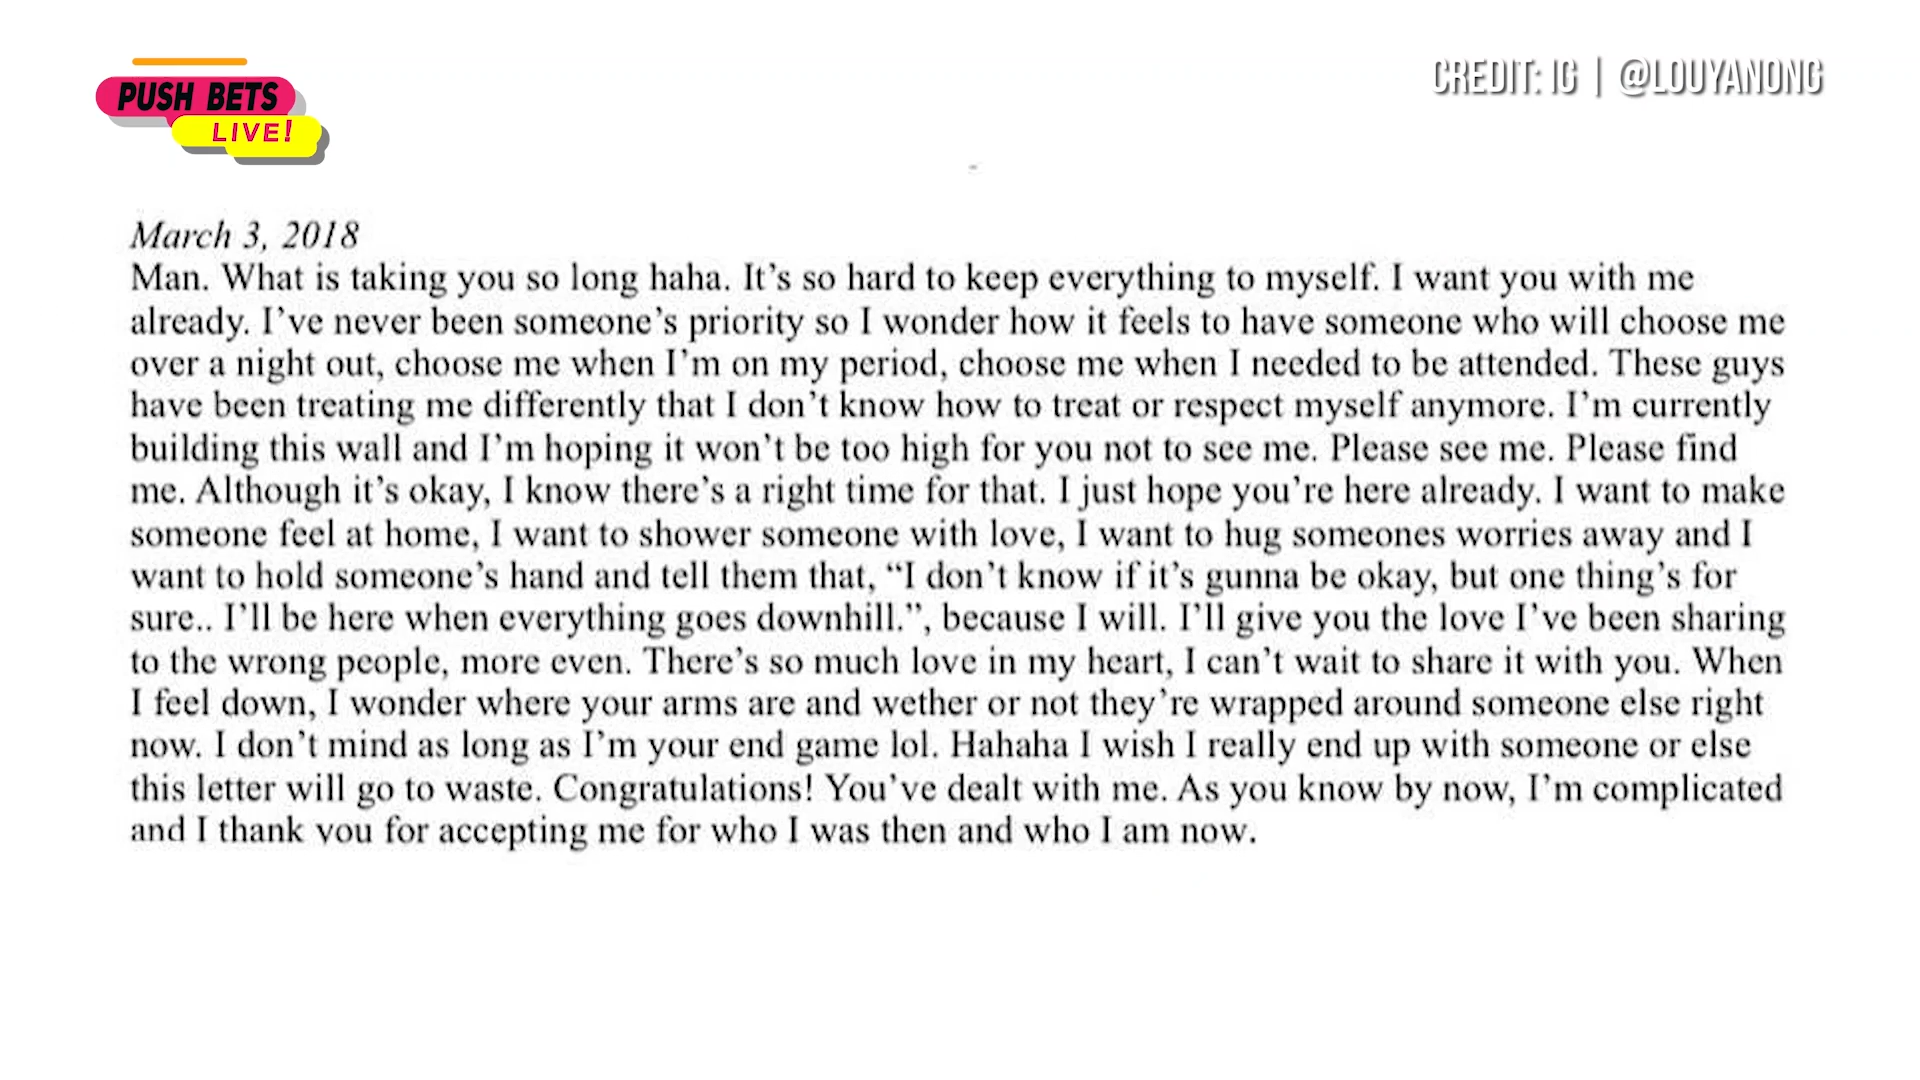 PUSH BETS
LIVE!
CREDIT: IG | @LOUYANONG
March 3, 2018
Man. What is taking you so long haha. It’s so hard to keep everything to myself. I want you with me
already. I’ve never been someone’s priority so I wonder how it feels to have someone who will choose me
over a night out, choose me when I’m on my period, choose me when I needed to be attended. These guys
have been treating me differently that I don’t know how to treat or respect myself anymore. I’m currently
building this wall and I’m hoping it won’t be too high for you not to see me. Please see me. Please find
me. Although it’s okay, I know there’s a right time for that. I just hope you’re here already. I want to make
someone feel at home, I want to shower someone with love, I want to hug someones worries away and I
want to hold someone’s hand and tell them that, “I don’t know if it’s gunna be okay, but one thing’s for
sure.. I’ll be here when everything goes downhill.”, because I will. I’ll give you the love I’ve been sharing
to the wrong people, more even. There’s so much love in my heart, I can’t wait to share it with you. When
I feel down, I wonder where your arms are and wether or not they’re wrapped around someone else right
now. I don’t mind as long as I’m your end game lol. Hahaha I wish I really end up with someone or else
this letter will go to waste. Congratulations! You’ve dealt with me. As you know by now, I’m complicated
and I thank you for accepting me for who I was then and who I am now.